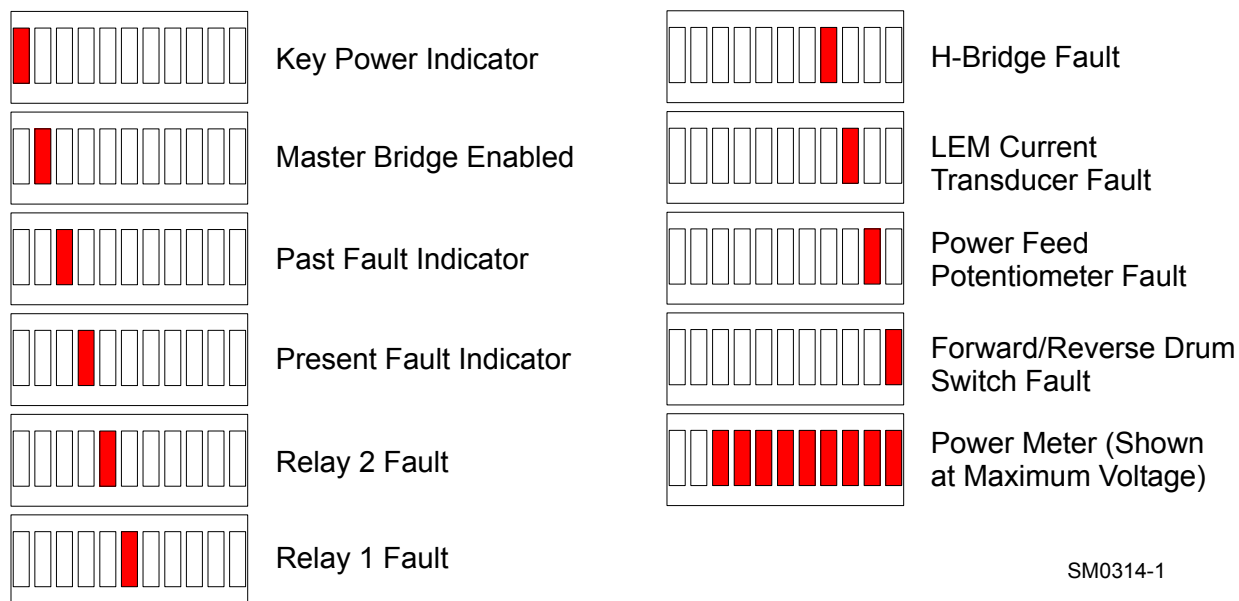 Key Power Indicator
Master Bridge Enabled
Past Fault Indicator
Present Fault Indicator
Relay 2 Fault
Relay 1 Fault
H-Bridge Fault
LEM Current
Transducer Fault
Power Feed
Potentiometer Fault
Forward/Reverse Drum
Switch Fault
Power Meter (Shown
at Maximum Voltage)
SM0314-1